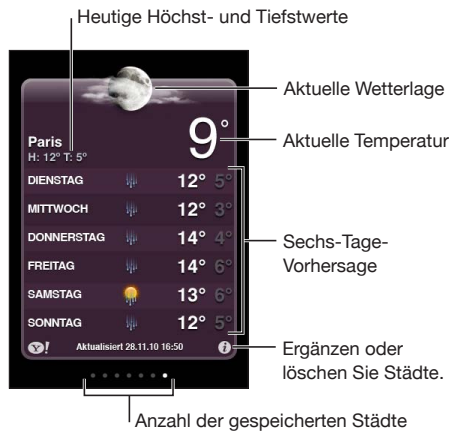 Heutige Höchst- und Tiefstwerte
Aktuelle Wetterlage
9°
Aktuelle Temperatur
Paris
H: 12° T: 5°
DIENSTAG 12° 5°
MITTWOCH 12° 3°
DONNERSTAG 14° 4°
FREITAG 14° 6°
SAMSTAG 13° 6°
SONNTAG 12° 5°
Sechs-Tage-
Vorhersage
Y! Aktualisiert 28.11.10 16:50 i
Ergänzen oder
löschen Sie Städte.
Anzahl der gespeicherten Städte